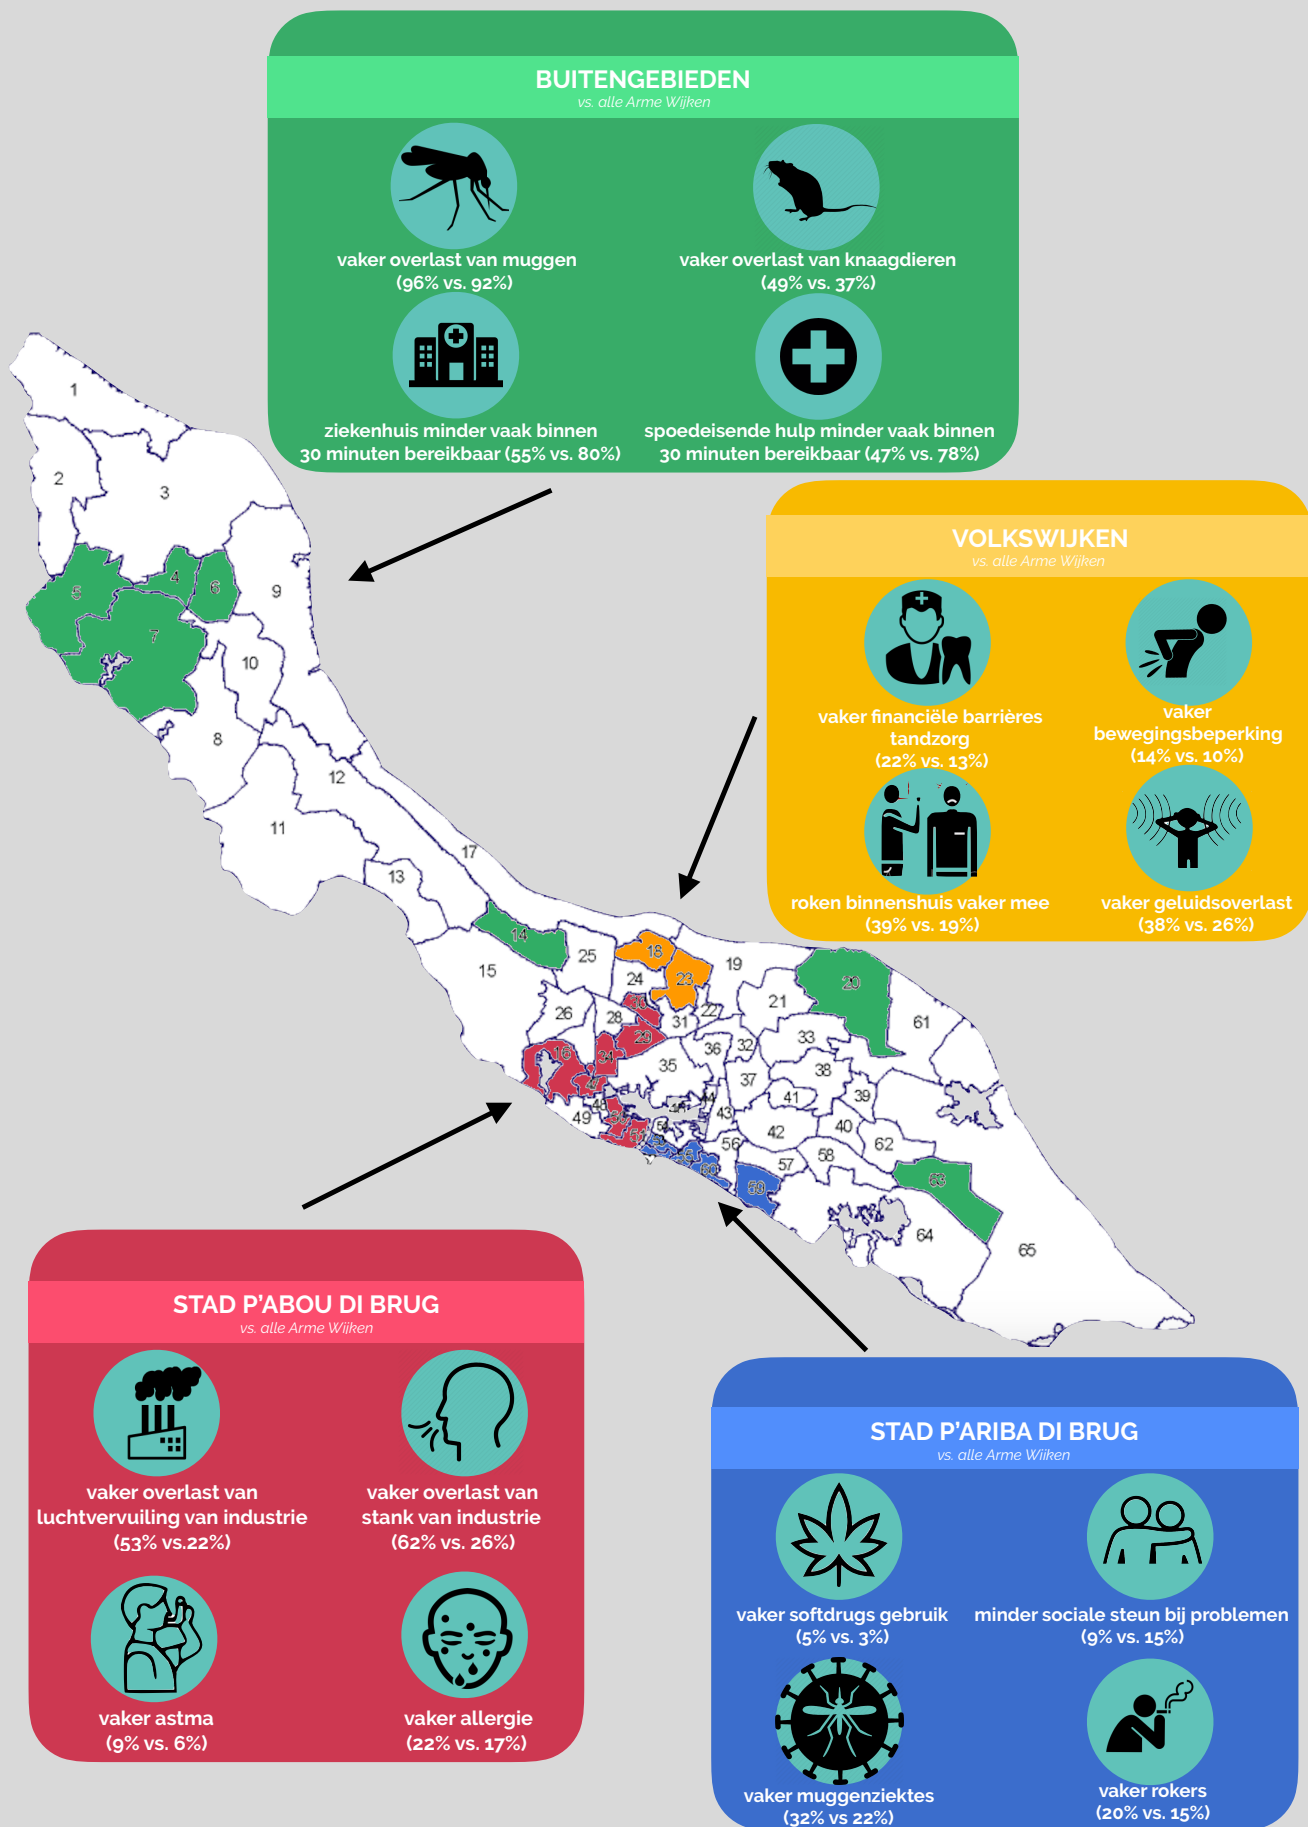 BUITENGEBIEDEN
vs. alle Arme Wijken
vaker overlast van muggen
(96% vs. 92%)
vaker overlast van knaagdieren
(49% vs. 37%)
ziekenhuis minder vaak binnen
30 minuten bereikbaar (55% vs. 80%)
spoedeisende hulp minder vaak binnen
30 minuten bereikbaar (47% vs. 78%)
VOLKSWIJKEN
vs. alle Arme Wijken
vaker financiële barrières
tandzorg
(22% vs. 13%)
vaker
bewegingsbeperking
(14% vs. 10%)
roken binnenshuis vaker mee
(39% vs. 19%)
vaker geluidsoverlast
(38% vs. 26%)
1
2
3
4
5
6
7
9
10
8
12
11
17
13
14
15
25
18
24
23
19
20
21
22
61
26
28
31
29
16
34
35
36
32
33
37
38
41
39
44
43
48
49
42
40
56
62
57
58
63
59
64
65
STAD P'ABOU DI BRUG
vs. alle Arme Wijken
vaker overlast van
luchtvervuiling van industrie
(53% vs.22%)
vaker overlast van
stank van industrie
(62% vs. 26%)
vaker astma
(9% vs. 6%)
vaker allergie
(22% vs. 17%)
STAD P'ARIBA DI BRUG
vs. alle Arme Wijken
vaker softdrugs gebruik
(5% vs. 3%)
minder sociale steun bij problemen
(9% vs. 15%)
vaker muggenziektes
(32% vs 22%)
vaker rokers
(20% vs. 15%)